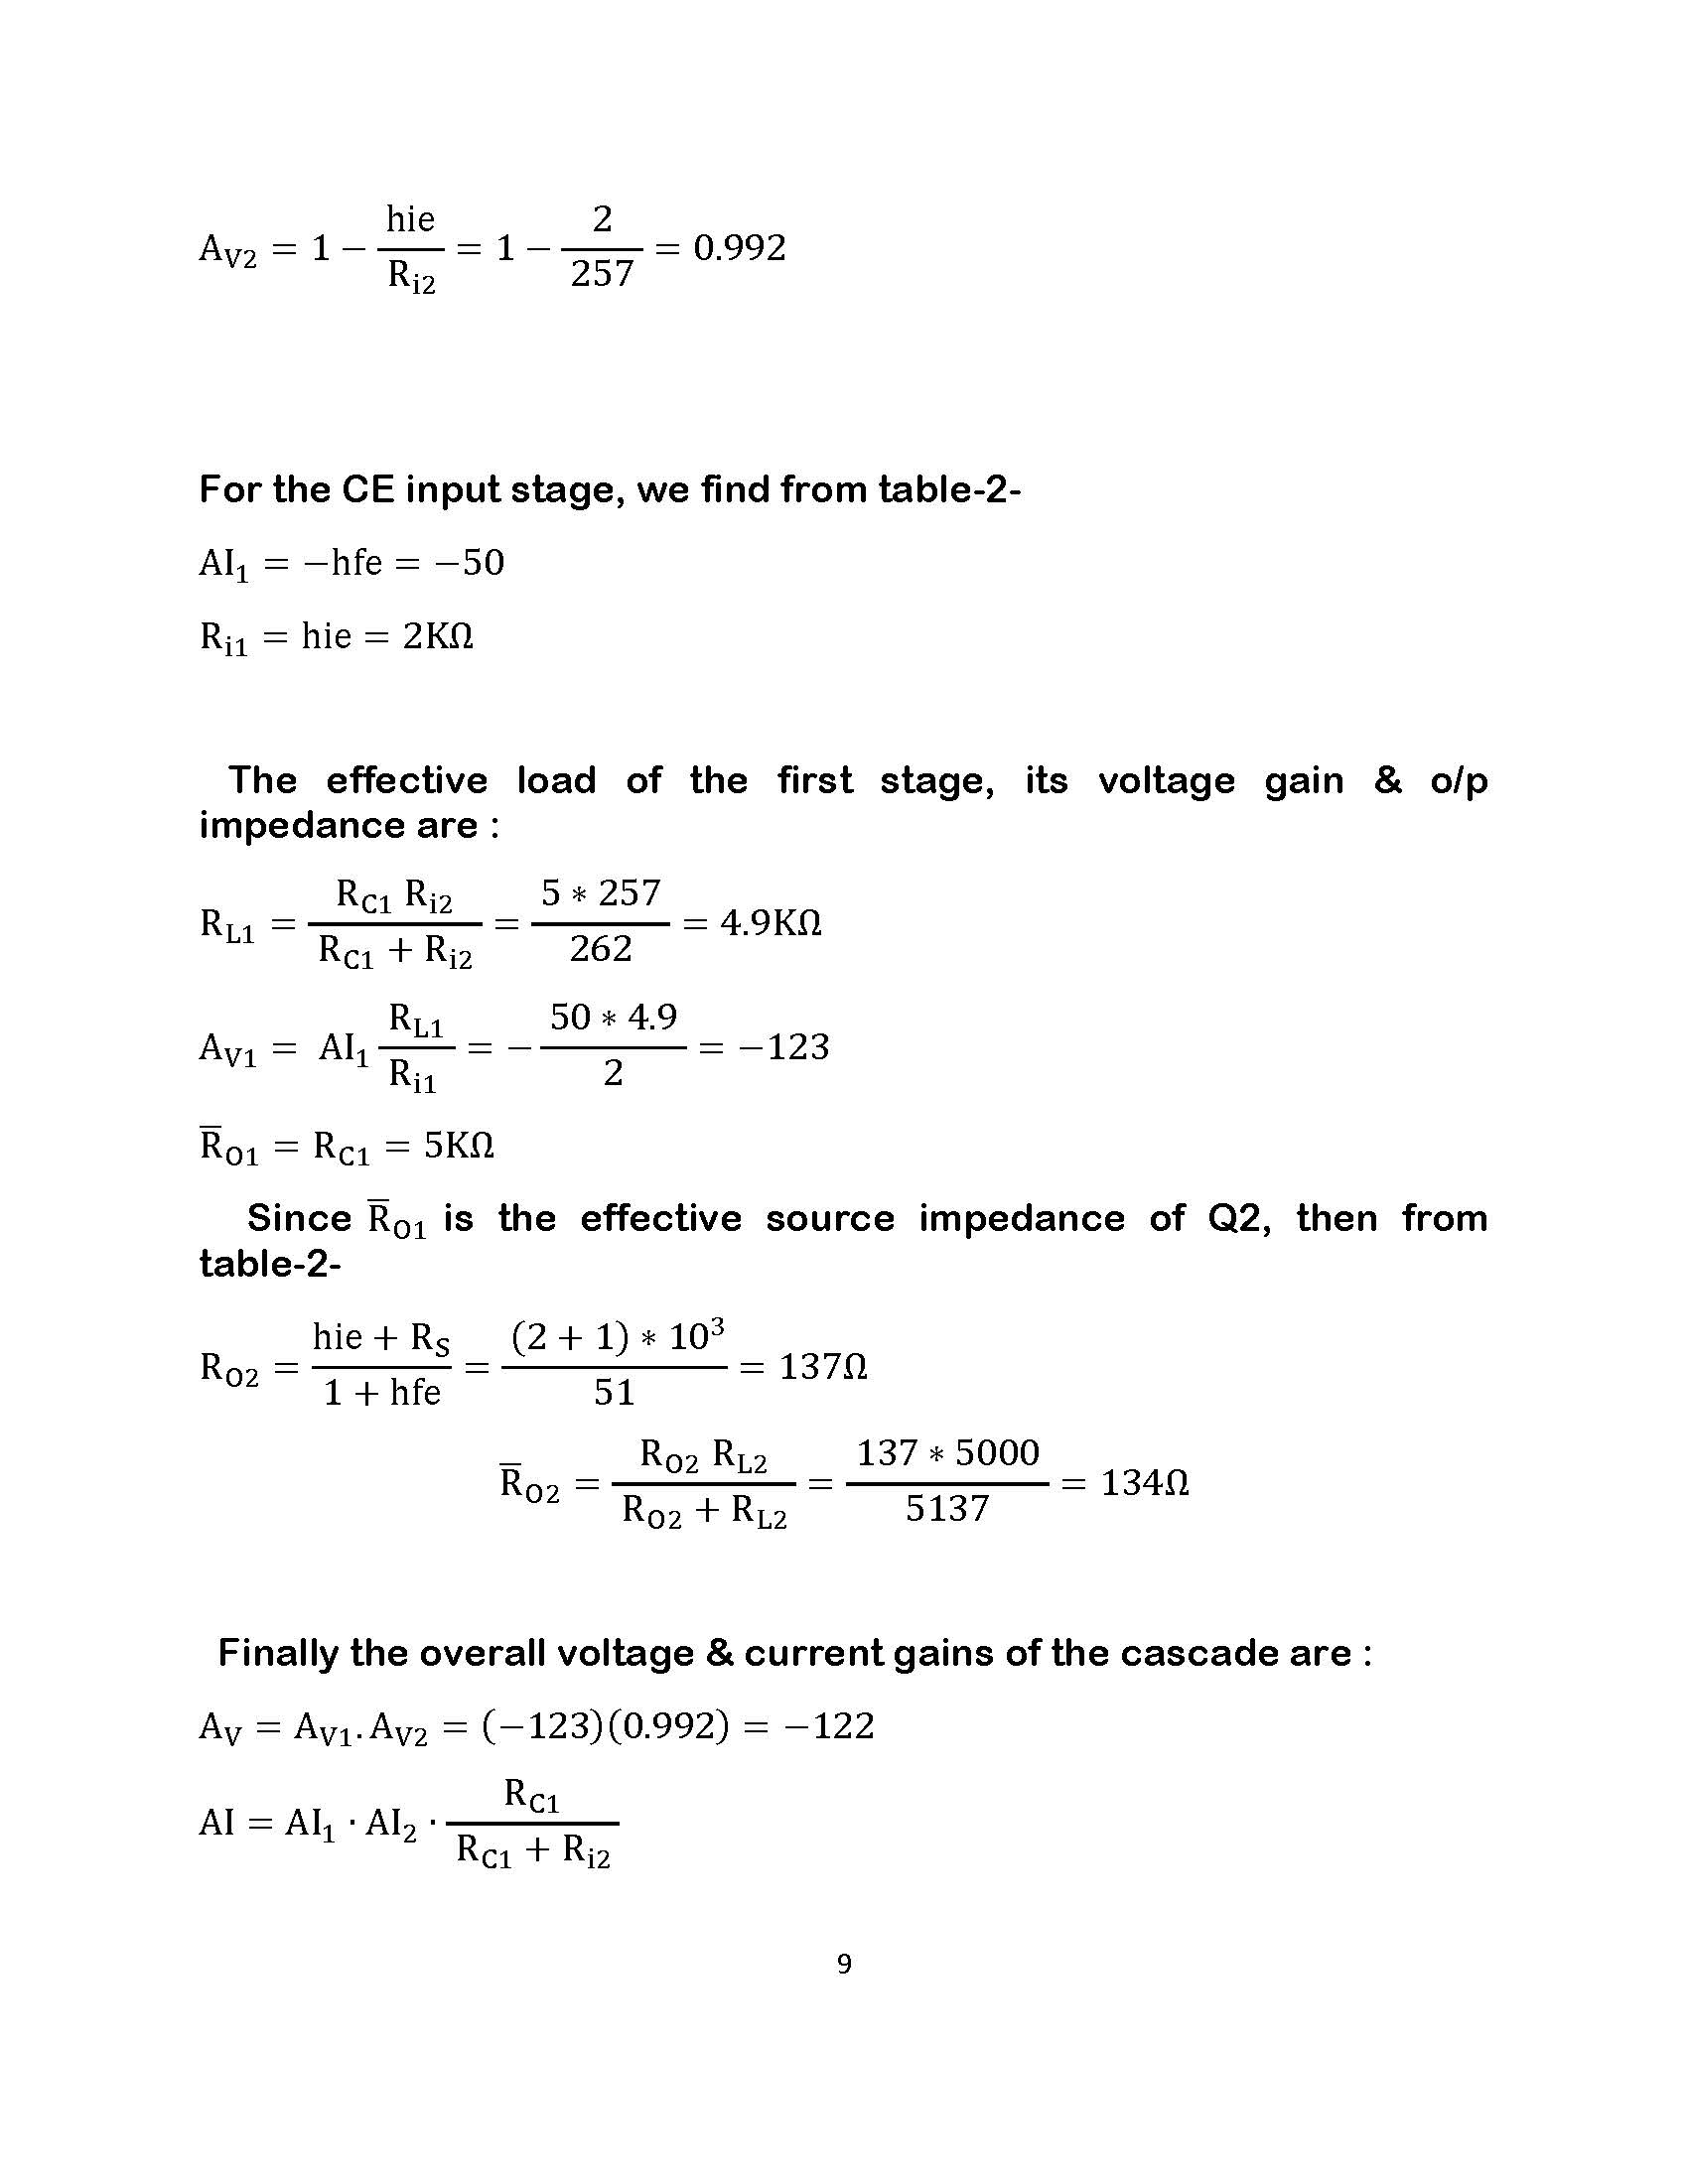 A_V2 = 1 − hie/R_i2 = 1 − 2/257 = 0.992
For the CE input stage, we find from table-2-
AI_1 = −hfe = −50
R_i1 = hie = 2KΩ
The effective load of the first stage, its voltage gain & o/p
impedance are :
R_L1 = R_C1 R_i2 / (R_C1 + R_i2) = 5 ∗ 257 / 262 = 4.9KΩ
A_V1 = AI_1 R_L1/R_i1 = − 50 ∗ 4.9 / 2 = −123
R̅_O1 = R_C1 = 5KΩ
Since R̅_O1 is the effective source impedance of Q2, then from
table-2-
R_O2 = (hie + R_S) / (1 + hfe) = (2 + 1) ∗ 10³ / 51 = 137Ω
R̅_O2 = R_O2 R_L2 / (R_O2 + R_L2) = 137 ∗ 5000 / 5137 = 134Ω
Finally the overall voltage & current gains of the cascade are :
A_V = A_V1. A_V2 = (−123)(0.992) = −122
AI = AI_1 · AI_2 · R_C1 / (R_C1 + R_i2)
9